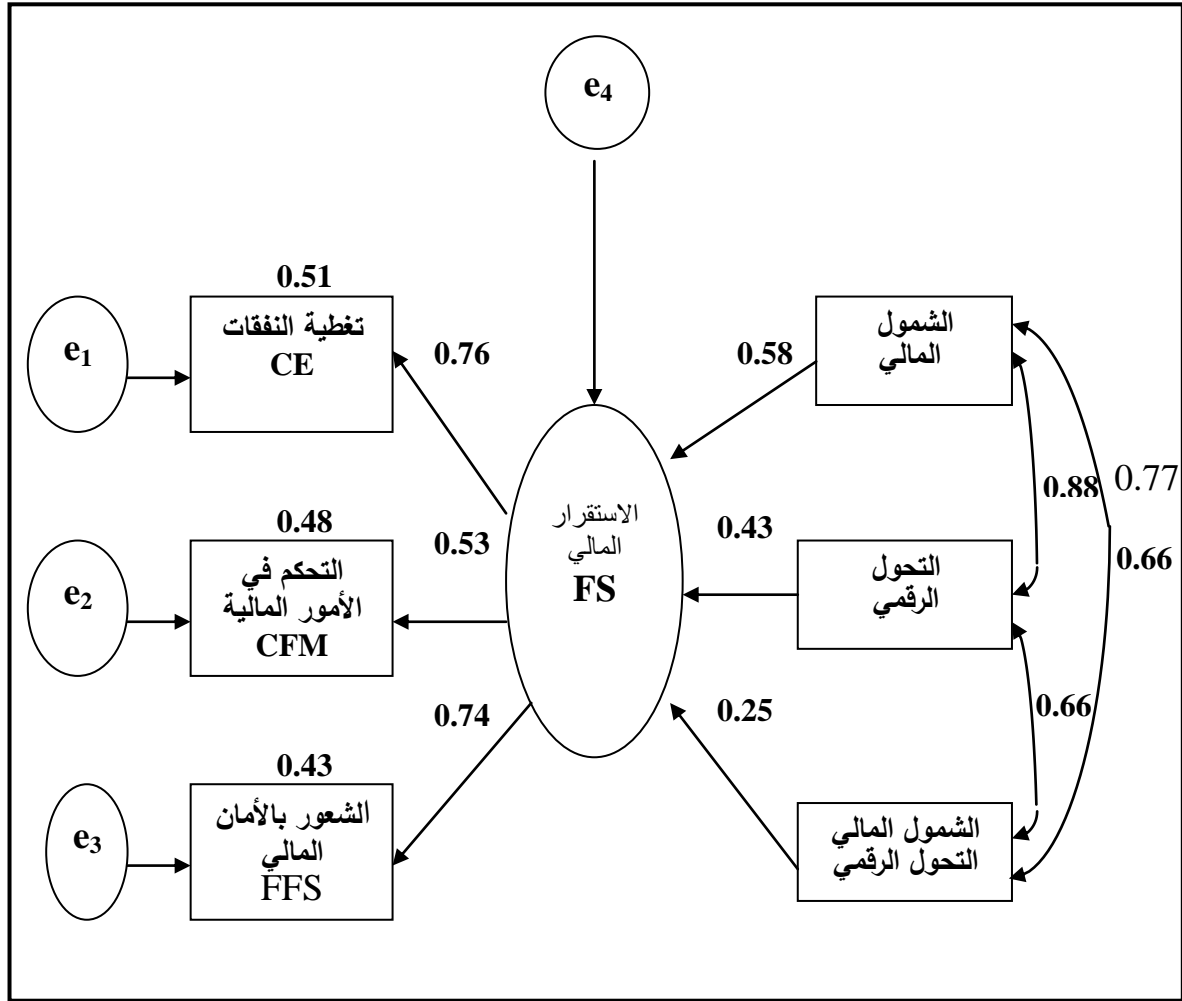 e4
0.51
تغطية النفقات
CE
e1
0.76
0.58
الشمول
المالي
0.88
0.77
0.48
التحكم في
الأمور المالية
CFM
e2
0.53
الاستقرار
المالي
FS
0.43
التحول
الرقمي
0.66
0.43
الشعور بالأمان
المالي
FFS
e3
0.74
0.25
0.66
الشمول المالي
التحول الرقمي